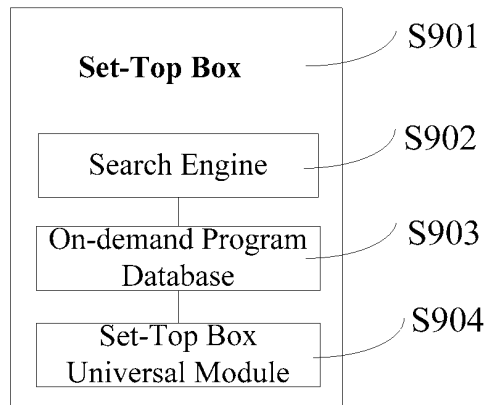 Set-Top Box
S901
Search Engine
S902
On-demand Program
Database
S903
Set-Top Box
Universal Module
S904